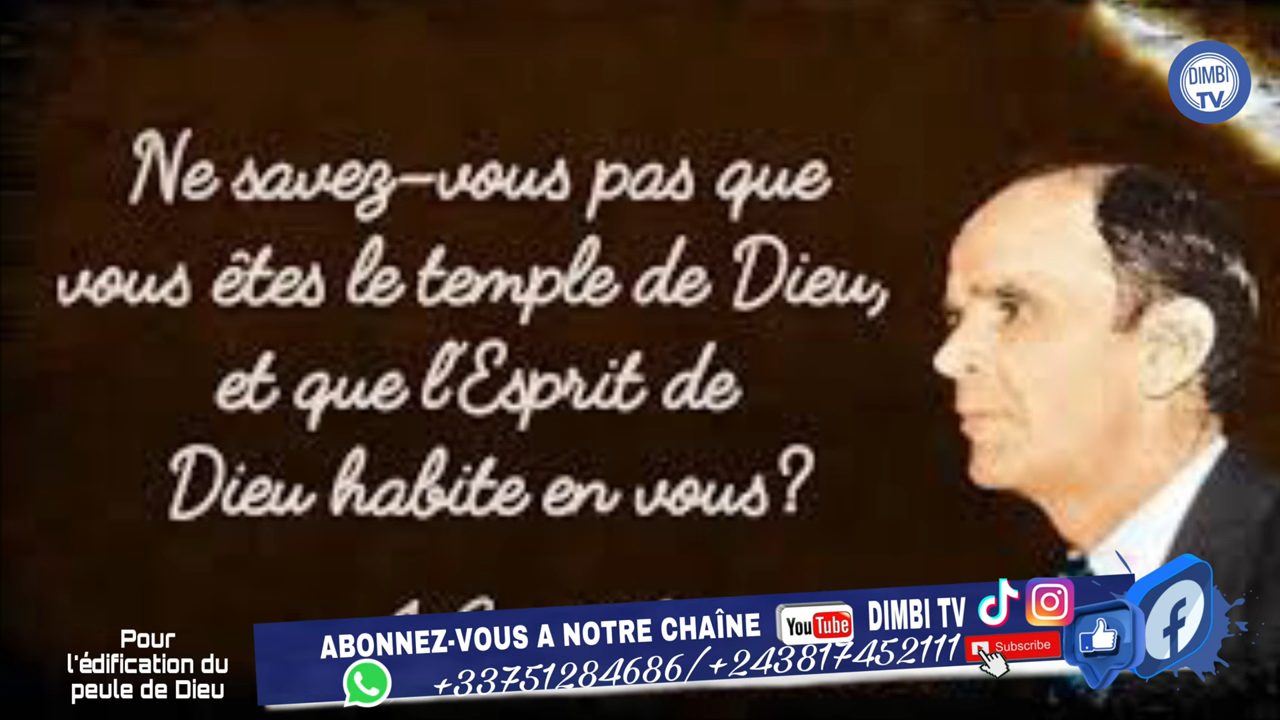 DIMBI
TV
Ne savez-vous pas que
vous êtes le temple de Dieu,
et que l'Esprit de
Dieu habite en vous?
Pour
l'édification du
peule de Dieu
ABONNEZ-VOUS A NOTRE CHAÎNE YouTube DIMBI TV
+33751284686/+243817452111 Subscribe